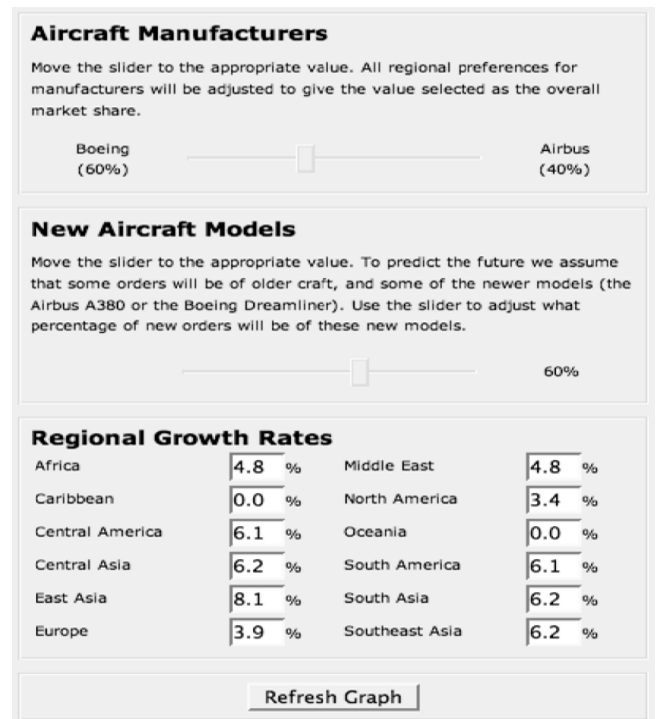 Aircraft Manufacturers
Move the slider to the appropriate value. All regional preferences for
manufacturers will be adjusted to give the value selected as the overall
market share.
Boeing Airbus
(60%) (40%)
New Aircraft Models
Move the slider to the appropriate value. To predict the future we assume
that some orders will be of older craft, and some of the newer models (the
Airbus A380 or the Boeing Dreamliner). Use the slider to adjust what
percentage of new orders will be of these new models.
60%
Regional Growth Rates
Africa 4.8 % Middle East 4.8 %
Caribbean 0.0 % North America 3.4 %
Central America 6.1 % Oceania 0.0 %
Central Asia 6.2 % South America 6.1 %
East Asia 8.1 % South Asia 6.2 %
Europe 3.9 % Southeast Asia 6.2 %
Refresh Graph